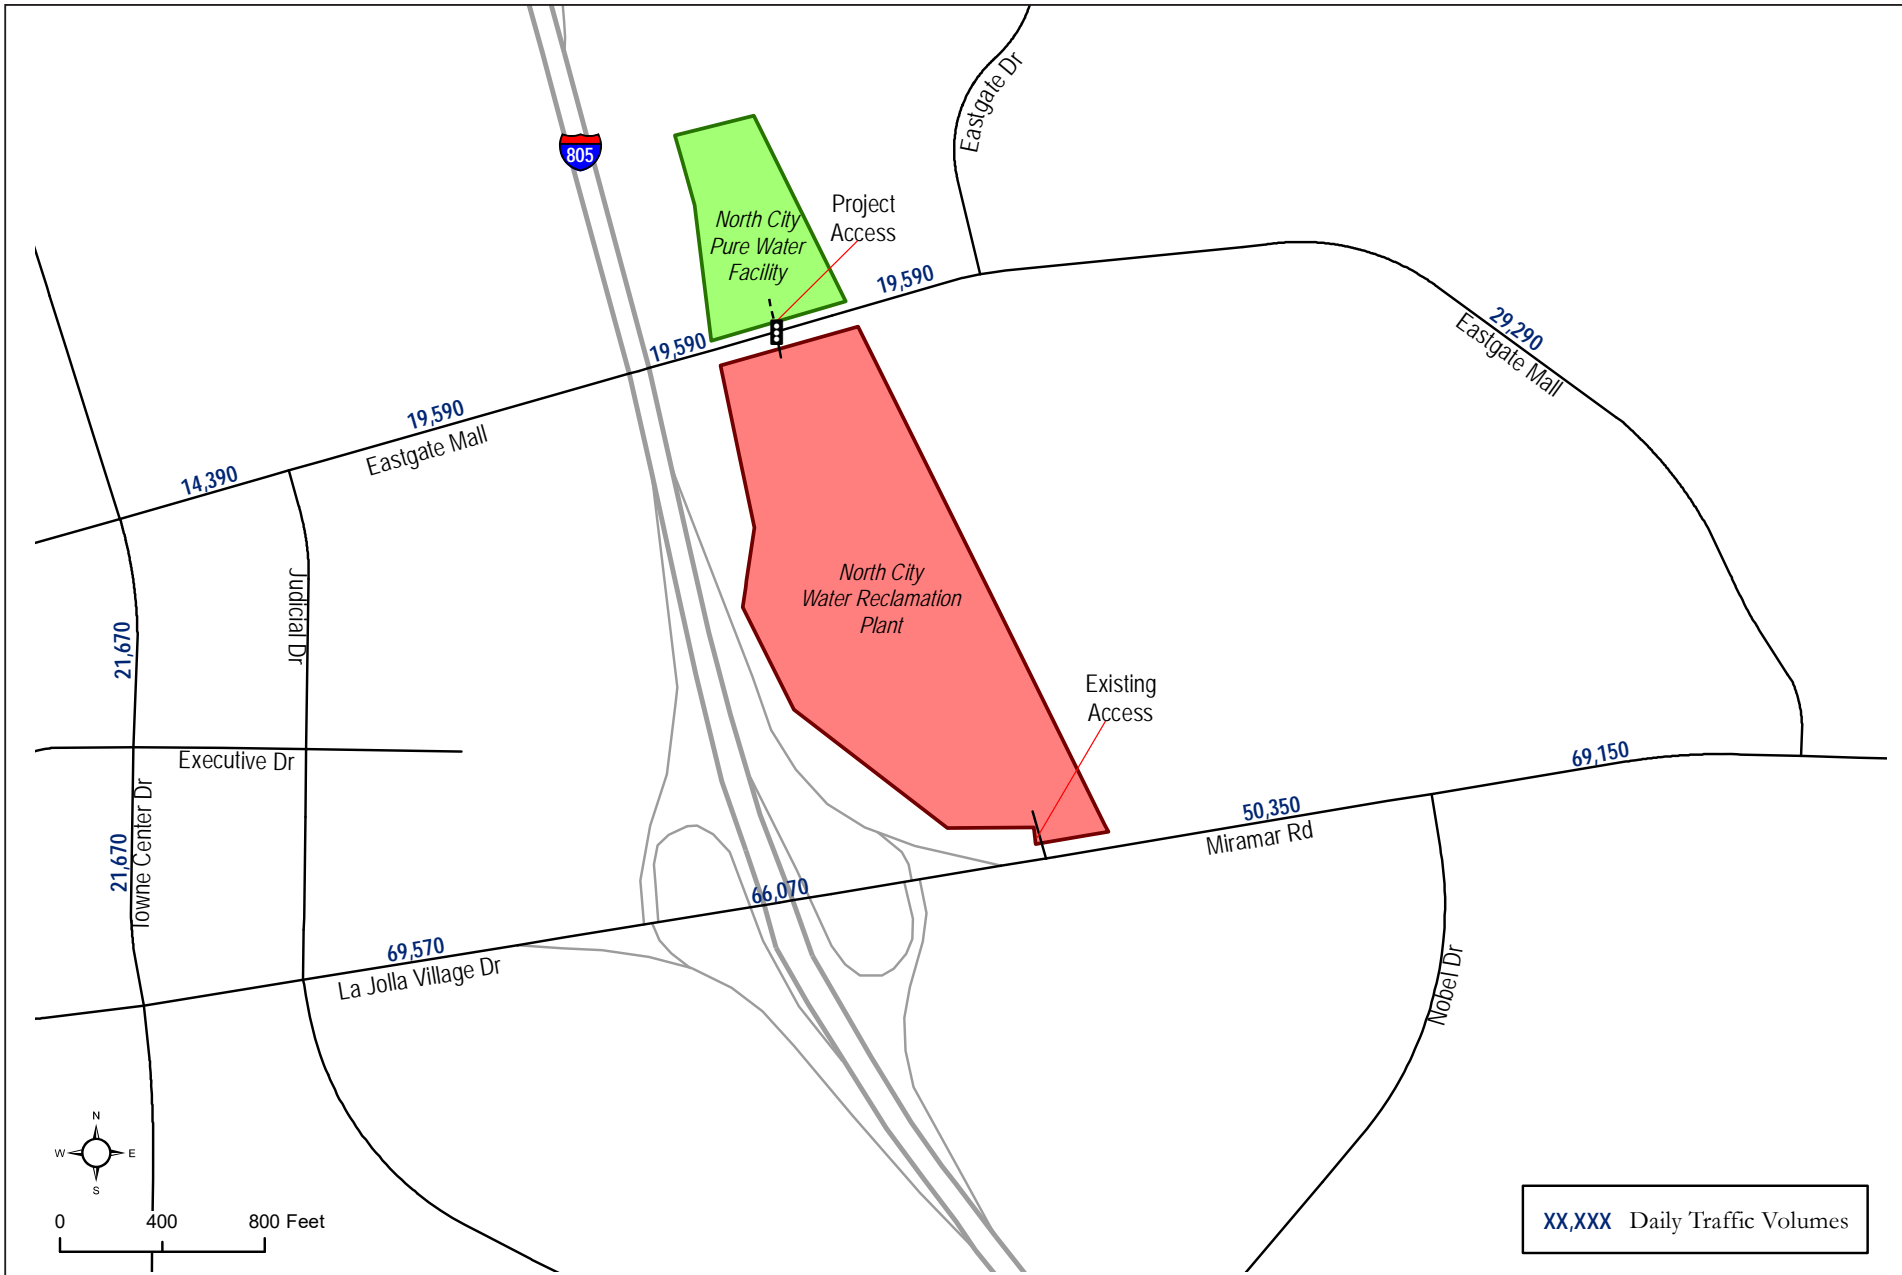 Eastgate Dr
805
Project
Access
North City
Pure Water
Facility
19,590
29,290
Eastgate Mall
19,590
19,590
Eastgate Mall
14,390
Judicial Dr
21,670
North City
Water Reclamation
Plant
Existing
Access
Executive Dr
69,150
Towne Center Dr
21,670
50,350
Miramar Rd
66,070
69,570
La Jolla Village Dr
Nobel Dr
N
W E
S
0 400 800 Feet
XX,XXX Daily Traffic Volumes